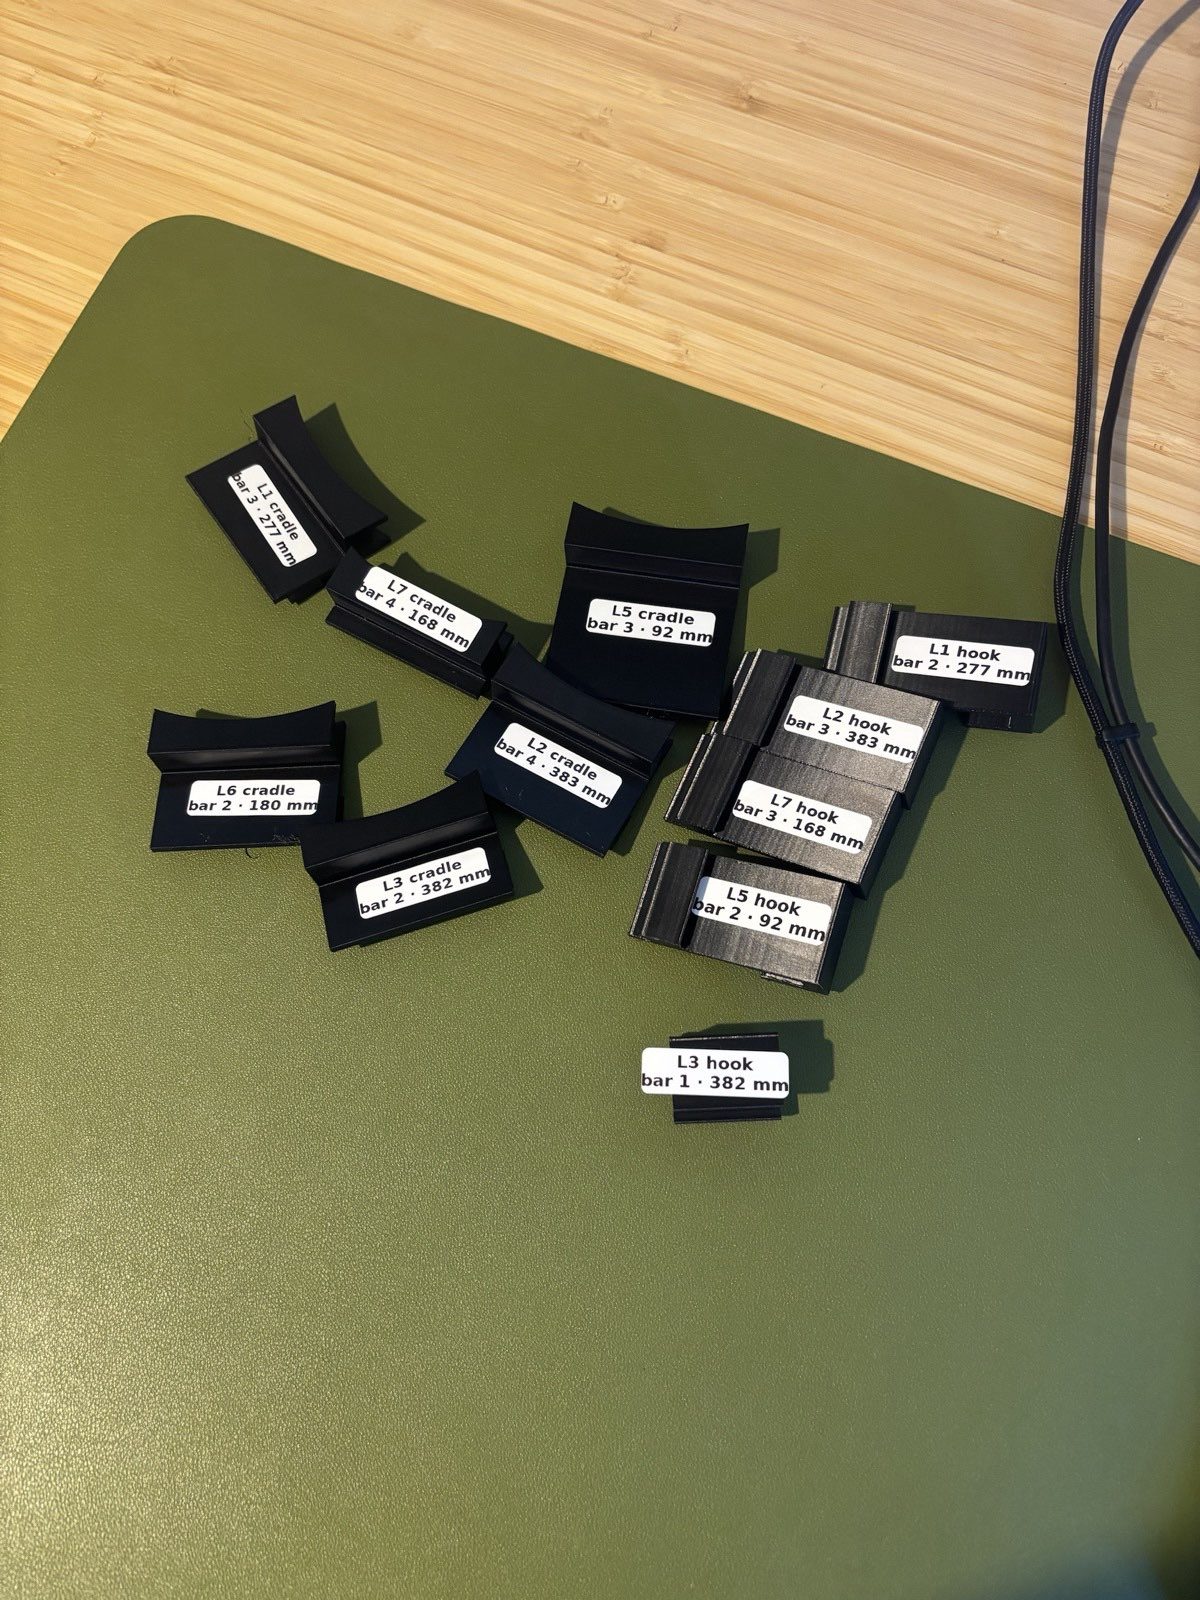 L1 cradle
bar 3 · 277 mm
L7 cradle
bar 4 · 168 mm
L5 cradle
bar 3 · 92 mm
L1 hook
bar 2 · 277 mm
L2 hook
bar 3 · 383 mm
L2 cradle
bar 4 · 383 mm
L6 cradle
bar 2 · 180 mm
L7 hook
bar 3 · 168 mm
L3 cradle
bar 2 · 382 mm
L5 hook
bar 2 · 92 mm
L3 hook
bar 1 · 382 mm